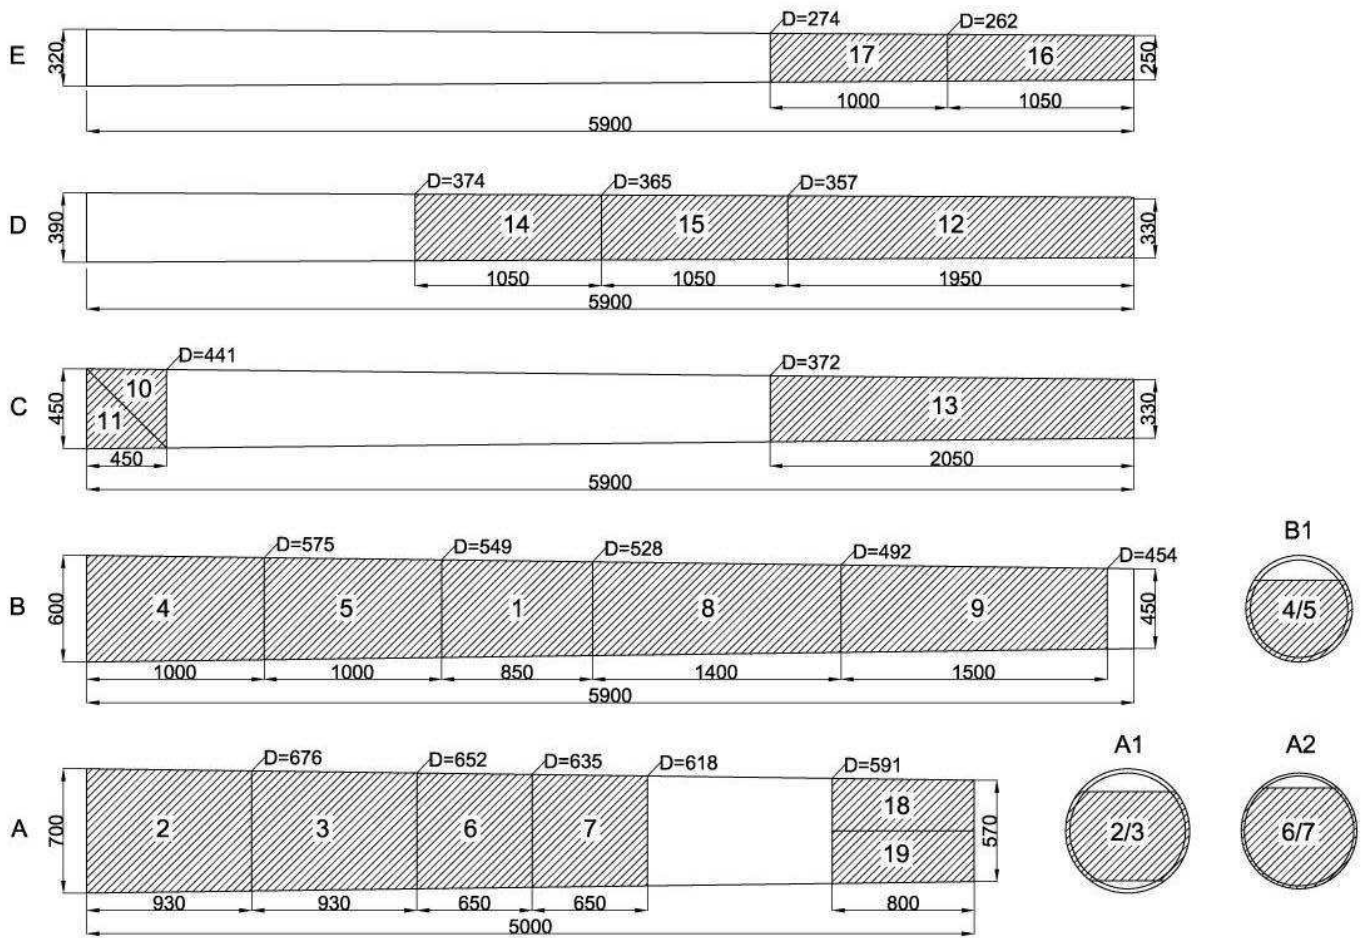 D=274 D=262
E 320 17 16 250
1000 1050
5900
D=374 D=365 D=357
D 390 14 15 12 330
1050 1050 1950
5900
D=441 D=372
C 450 10 11 13 330
450 2050
5900
D=575 D=549 D=528 D=492 D=454
B 600 4 5 1 8 9 450
1000 1000 850 1400 1500
5900
B1
4/5
D=676 D=652 D=635 D=618 D=591
A 700 2 3 6 7 18 19 570
930 930 650 650 800
5000
A1 A2
2/3 6/7